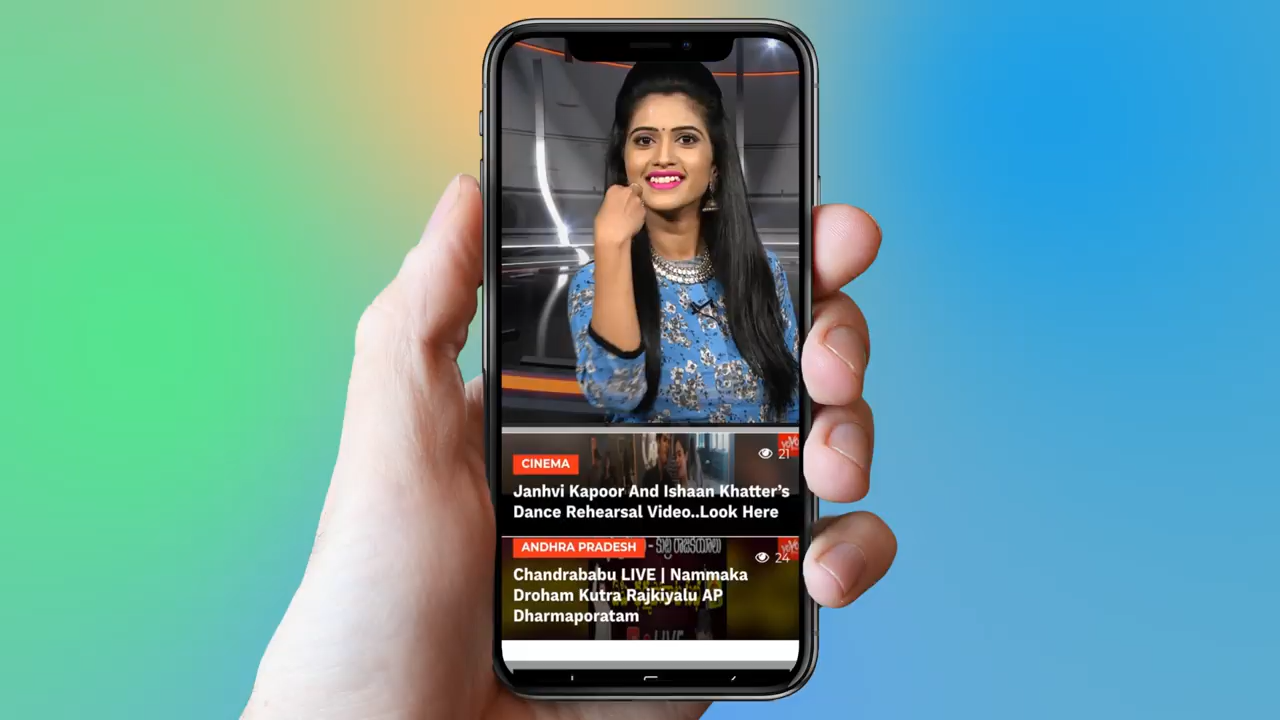 CINEMA
21
Janhvi Kapoor And Ishaan Khatter's
Dance Rehearsal Video..Look Here
ANDHRA PRADESH
24
Chandrababu LIVE | Nammaka
Droham Kutra Rajkiyalu AP
Dharmaporatam
LIVE